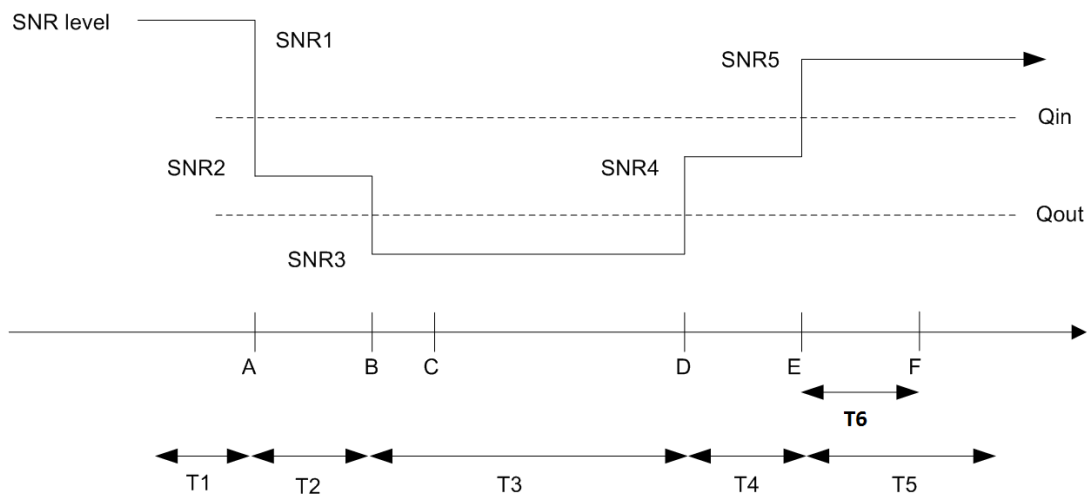 SNR level
SNR1
SNR5
Qin
SNR2
SNR4
Qout
SNR3
A B C D E F
T6
T1 T2 T3 T4 T5